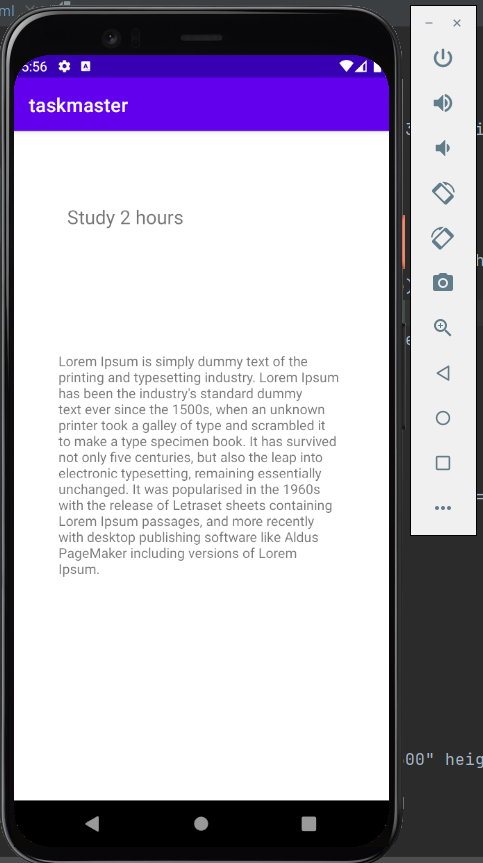 ml
5:56
taskmaster
Study 2 hours
Lorem Ipsum is simply dummy text of the
printing and typesetting industry. Lorem Ipsum
has been the industry's standard dummy
text ever since the 1500s, when an unknown
printer took a galley of type and scrambled it
to make a type specimen book. It has survived
not only five centuries, but also the leap into
electronic typesetting, remaining essentially
unchanged. It was popularised in the 1960s
with the release of Letraset sheets containing
Lorem Ipsum passages, and more recently
with desktop publishing software like Aldus
PageMaker including versions of Lorem
Ipsum.
00" heig